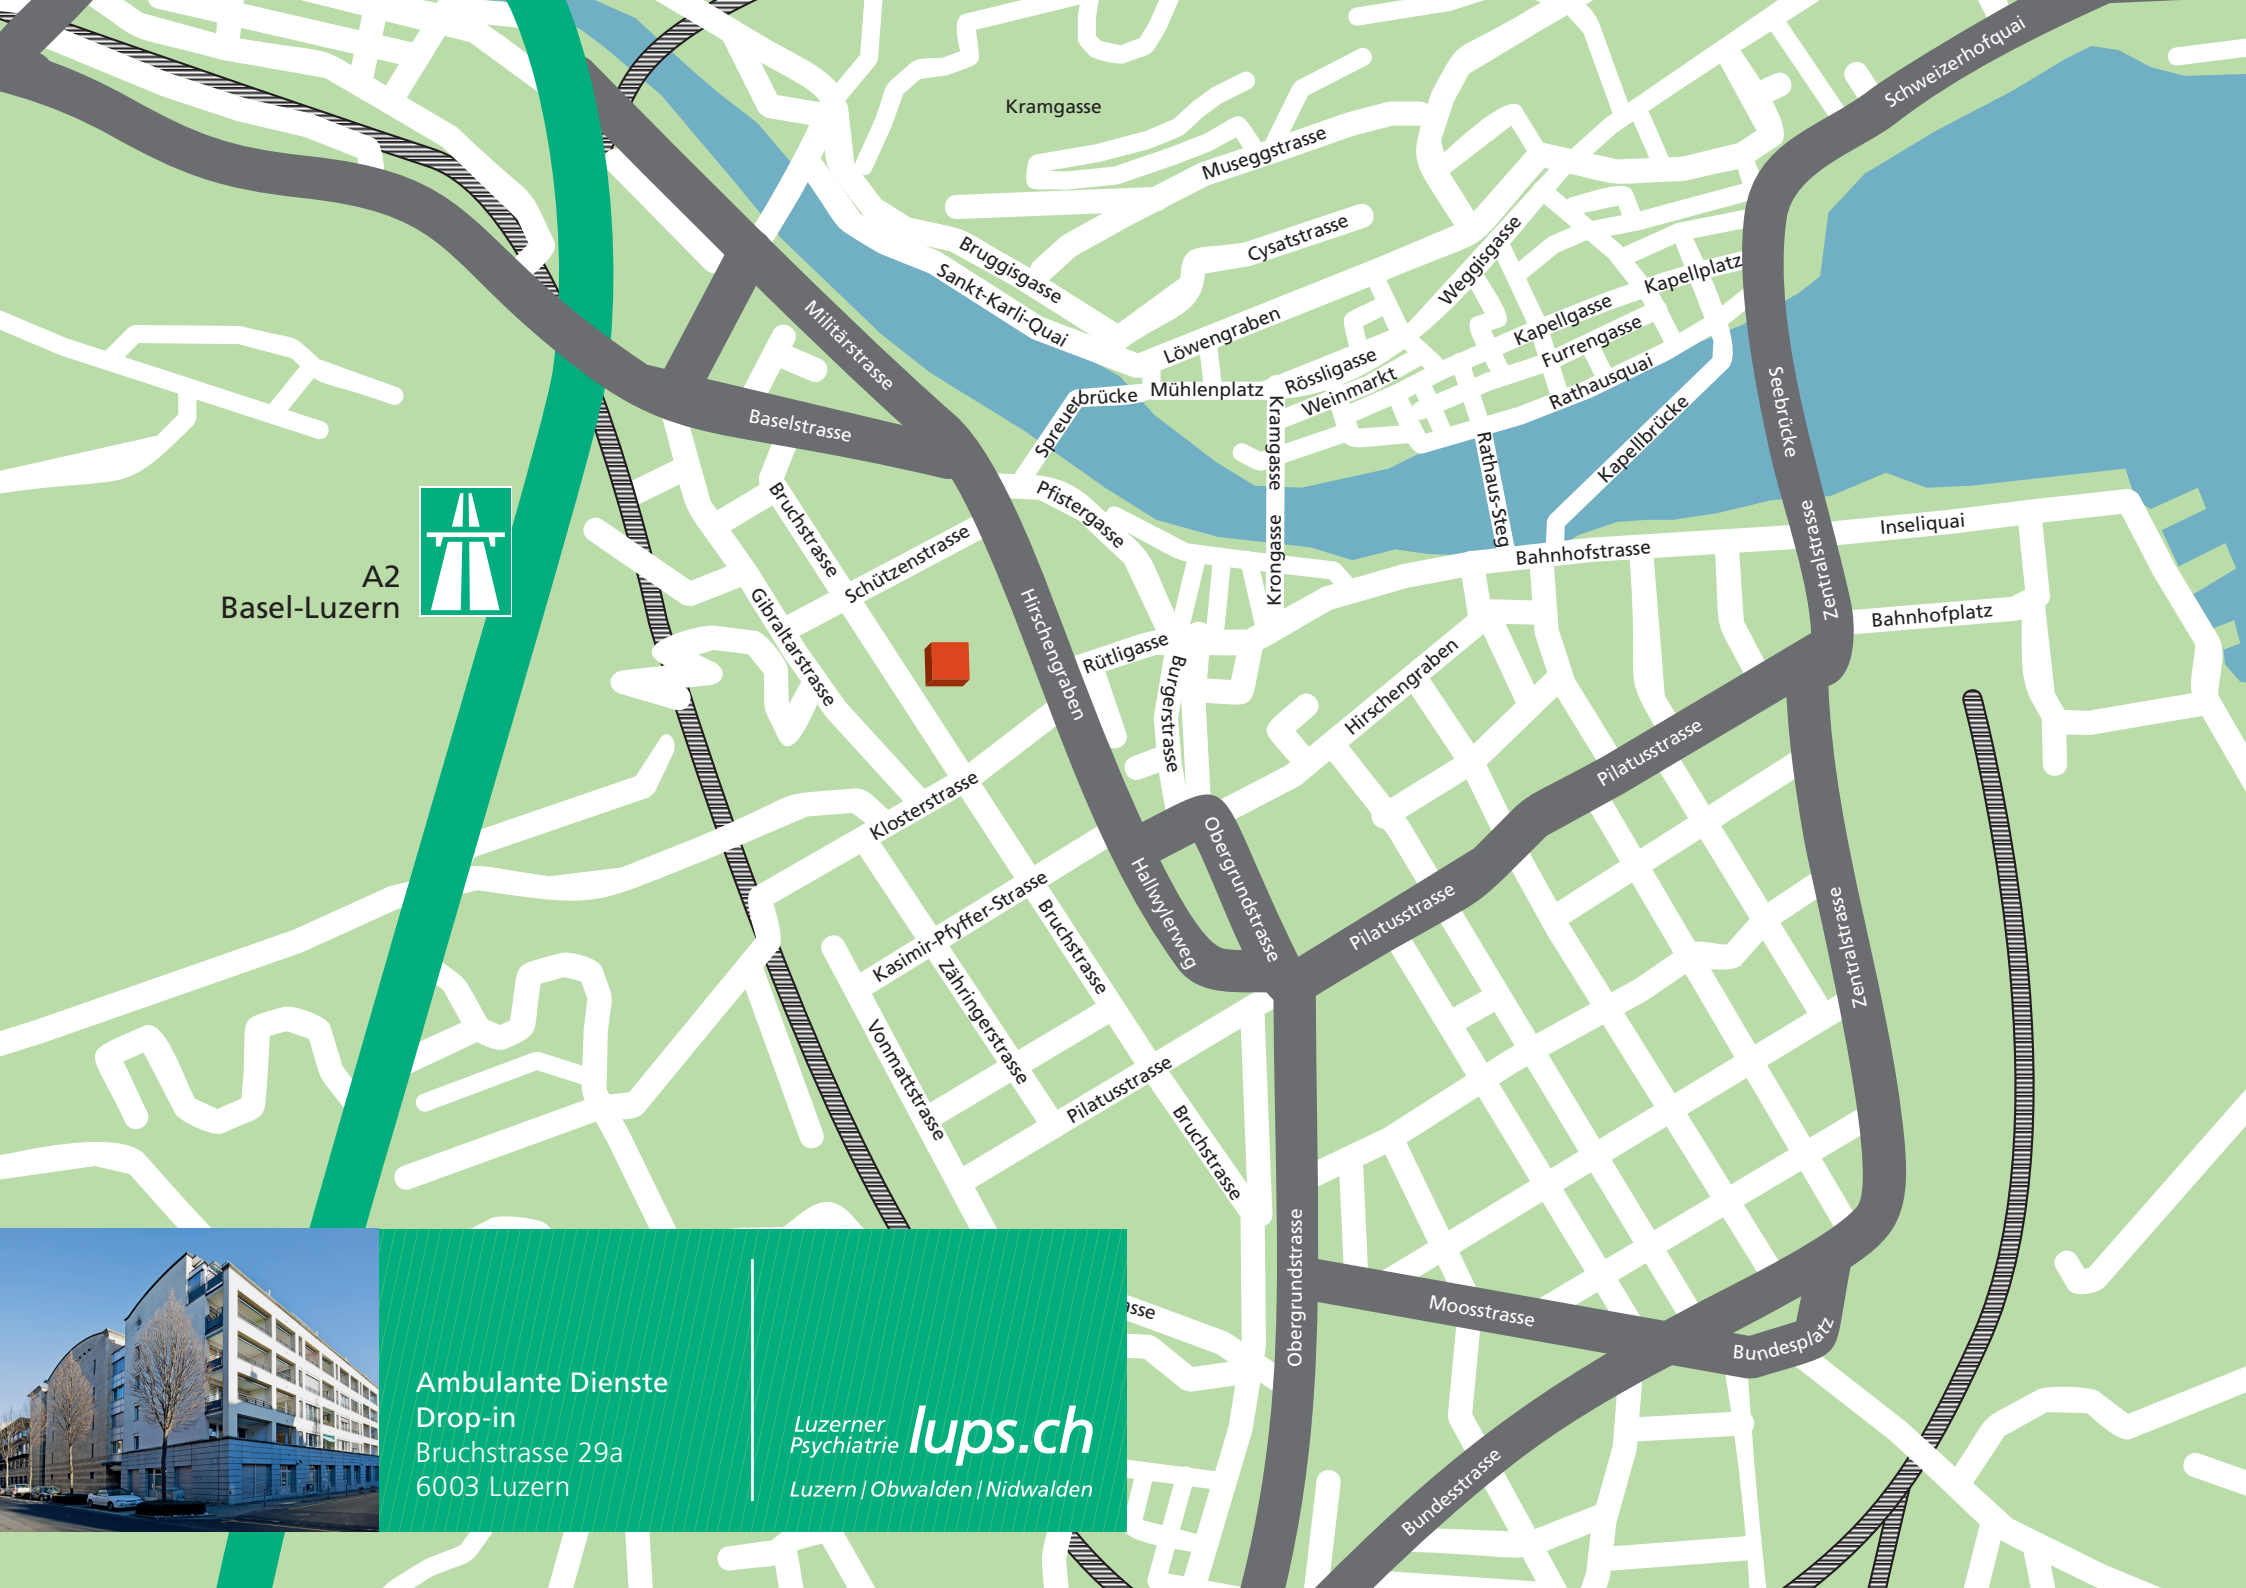 Schweizerhofquai
Kramgasse
Museggstrasse
Cysatstrasse
Bruggisgasse
Sankt-Karli-Quai
Weggisgasse
Kapellplatz
Militärstrasse
Löwengraben
Kapellgasse
Furrengasse
Rössligasse
Weinmarkt
Rathausquai
Mühlenplatz
Spreuerbrücke
Seebrücke
Baselstrasse
Kramgasse
Kapellbrücke
Rathaus-Steg
Pfistergasse
Bruchstrasse
Schützenstrasse
Krongasse
Bahnhofstrasse
Zentralstrasse
Inseliquai
A2
Basel-Luzern
Gibraltarstrasse
Hirschengraben
Bahnhofplatz
Rütligasse
Burgerstrasse
Hirschengraben
Pilatusstrasse
Klosterstrasse
Obergrundstrasse
Hallwylerweg
Kasimir-Pfyffer-Strasse
Bruchstrasse
Pilatusstrasse
Zentralstrasse
Zähringerstrasse
Vonmattstrasse
Pilatusstrasse
Bruchstrasse
Obergrundstrasse
Moosstrasse
Bundesplatz
asse
Bundesstrasse
Ambulante Dienste
Drop-in
Bruchstrasse 29a
6003 Luzern
Luzerner
Psychiatrie lups.ch
Luzern | Obwalden | Nidwalden